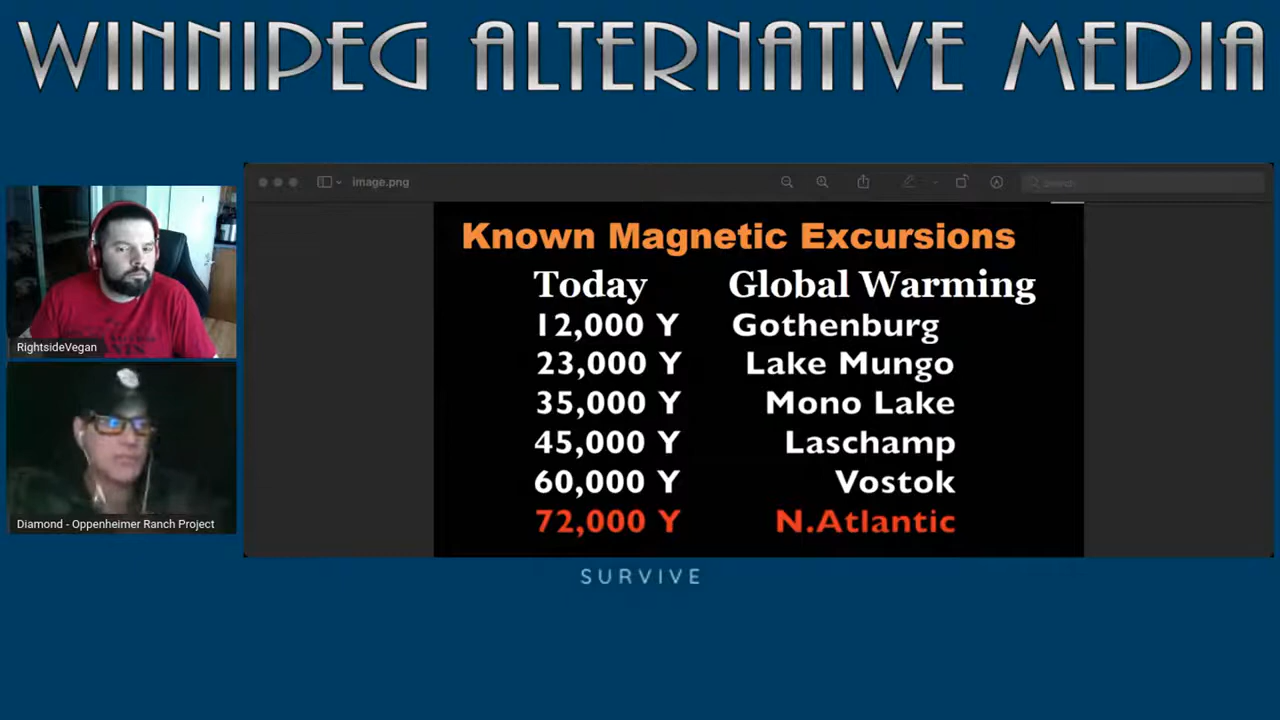 WINNIPEG ALTERNATIVE MEDIA
image.png
Search
Known Magnetic Excursions
Today Global Warming
12,000 Y Gothenburg
23,000 Y Lake Mungo
35,000 Y Mono Lake
45,000 Y Laschamp
60,000 Y Vostok
72,000 Y N.Atlantic
RightsideVegan
Diamond - Oppenheimer Ranch Project
SURVIVE